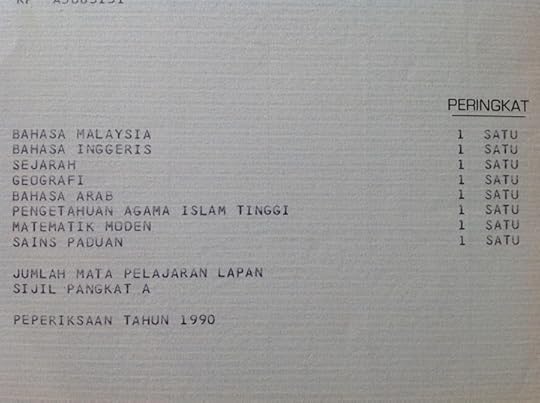 PERINGKAT
BAHASA MALAYSIA 1 SATU
BAHASA INGGERIS 1 SATU
SEJARAH 1 SATU
GEOGRAFI 1 SATU
BAHASA ARAB 1 SATU
PENGETAHUAN AGAMA ISLAM TINGGI 1 SATU
MATEMATIK MODEN 1 SATU
SAINS PADUAN 1 SATU
JUMLAH MATA PELAJARAN LAPAN
SIJIL PANGKAT A
PEPERIKSAAN TAHUN 1990